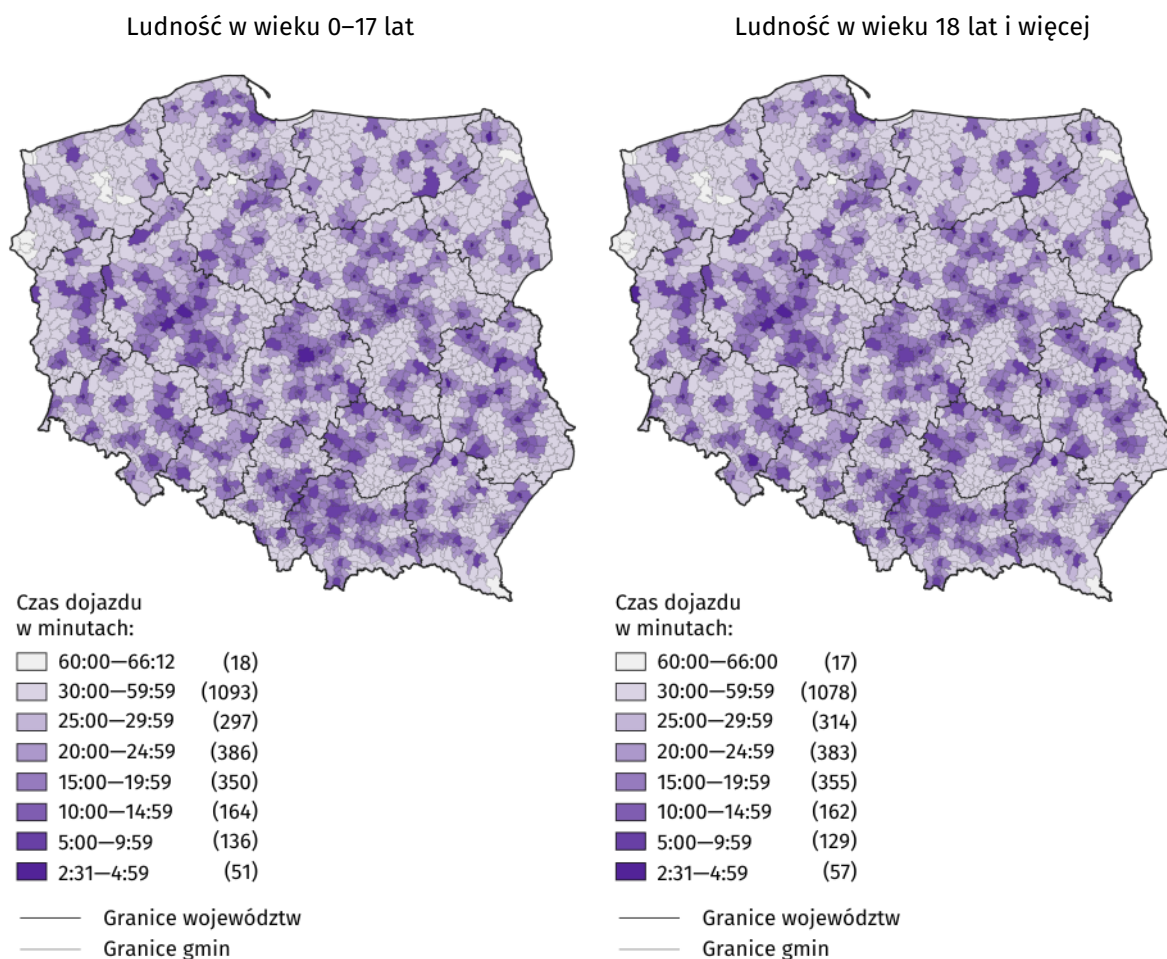 Ludność w wieku 0–17 lat
Czas dojazdu
w minutach:
60:00—66:12 (18)
30:00—59:59 (1093)
25:00—29:59 (297)
20:00—24:59 (386)
15:00—19:59 (350)
10:00—14:59 (164)
5:00—9:59 (136)
2:31—4:59 (51)
Granice województw
Granice gmin
Ludność w wieku 18 lat i więcej
Czas dojazdu
w minutach:
60:00—66:00 (17)
30:00—59:59 (1078)
25:00—29:59 (314)
20:00—24:59 (383)
15:00—19:59 (355)
10:00—14:59 (162)
5:00—9:59 (129)
2:31—4:59 (57)
Granice województw
Granice gmin